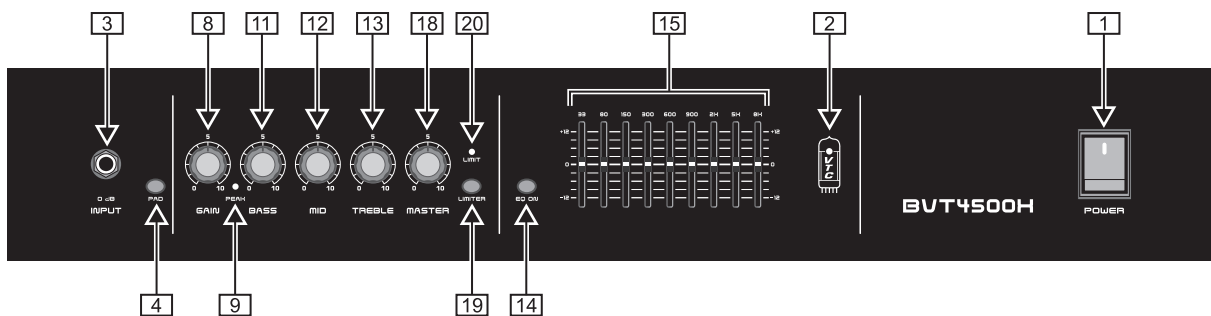 3 8 11 12 13 18 20 15 2 1
5 5 5 5 5
33 80 150 300 600 900 2K 5K 8K
+12 +12
LIMIT
0 0
VTC
0 10 0 10 0 10 0 10 0 10
0 dB PAD PEAK LIMITER EQ ON
-12 -12
INPUT GAIN BASS MID TREBLE MASTER
BVT4500H
POWER
4 9 19 14